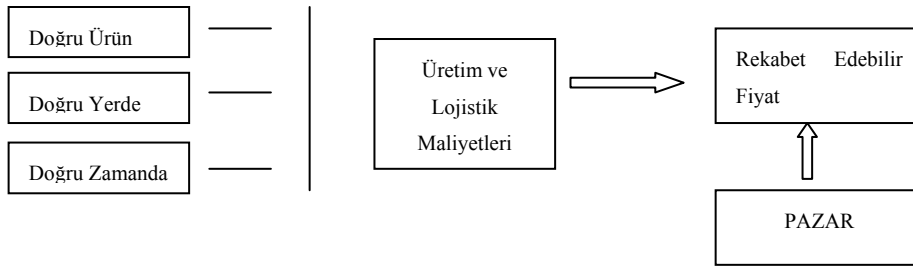 Doğru Ürün
Doğru Yerde
Doğru Zamanda
Üretim ve
Lojistik
Maliyetleri
Rekabet Edebilir
Fiyat
PAZAR